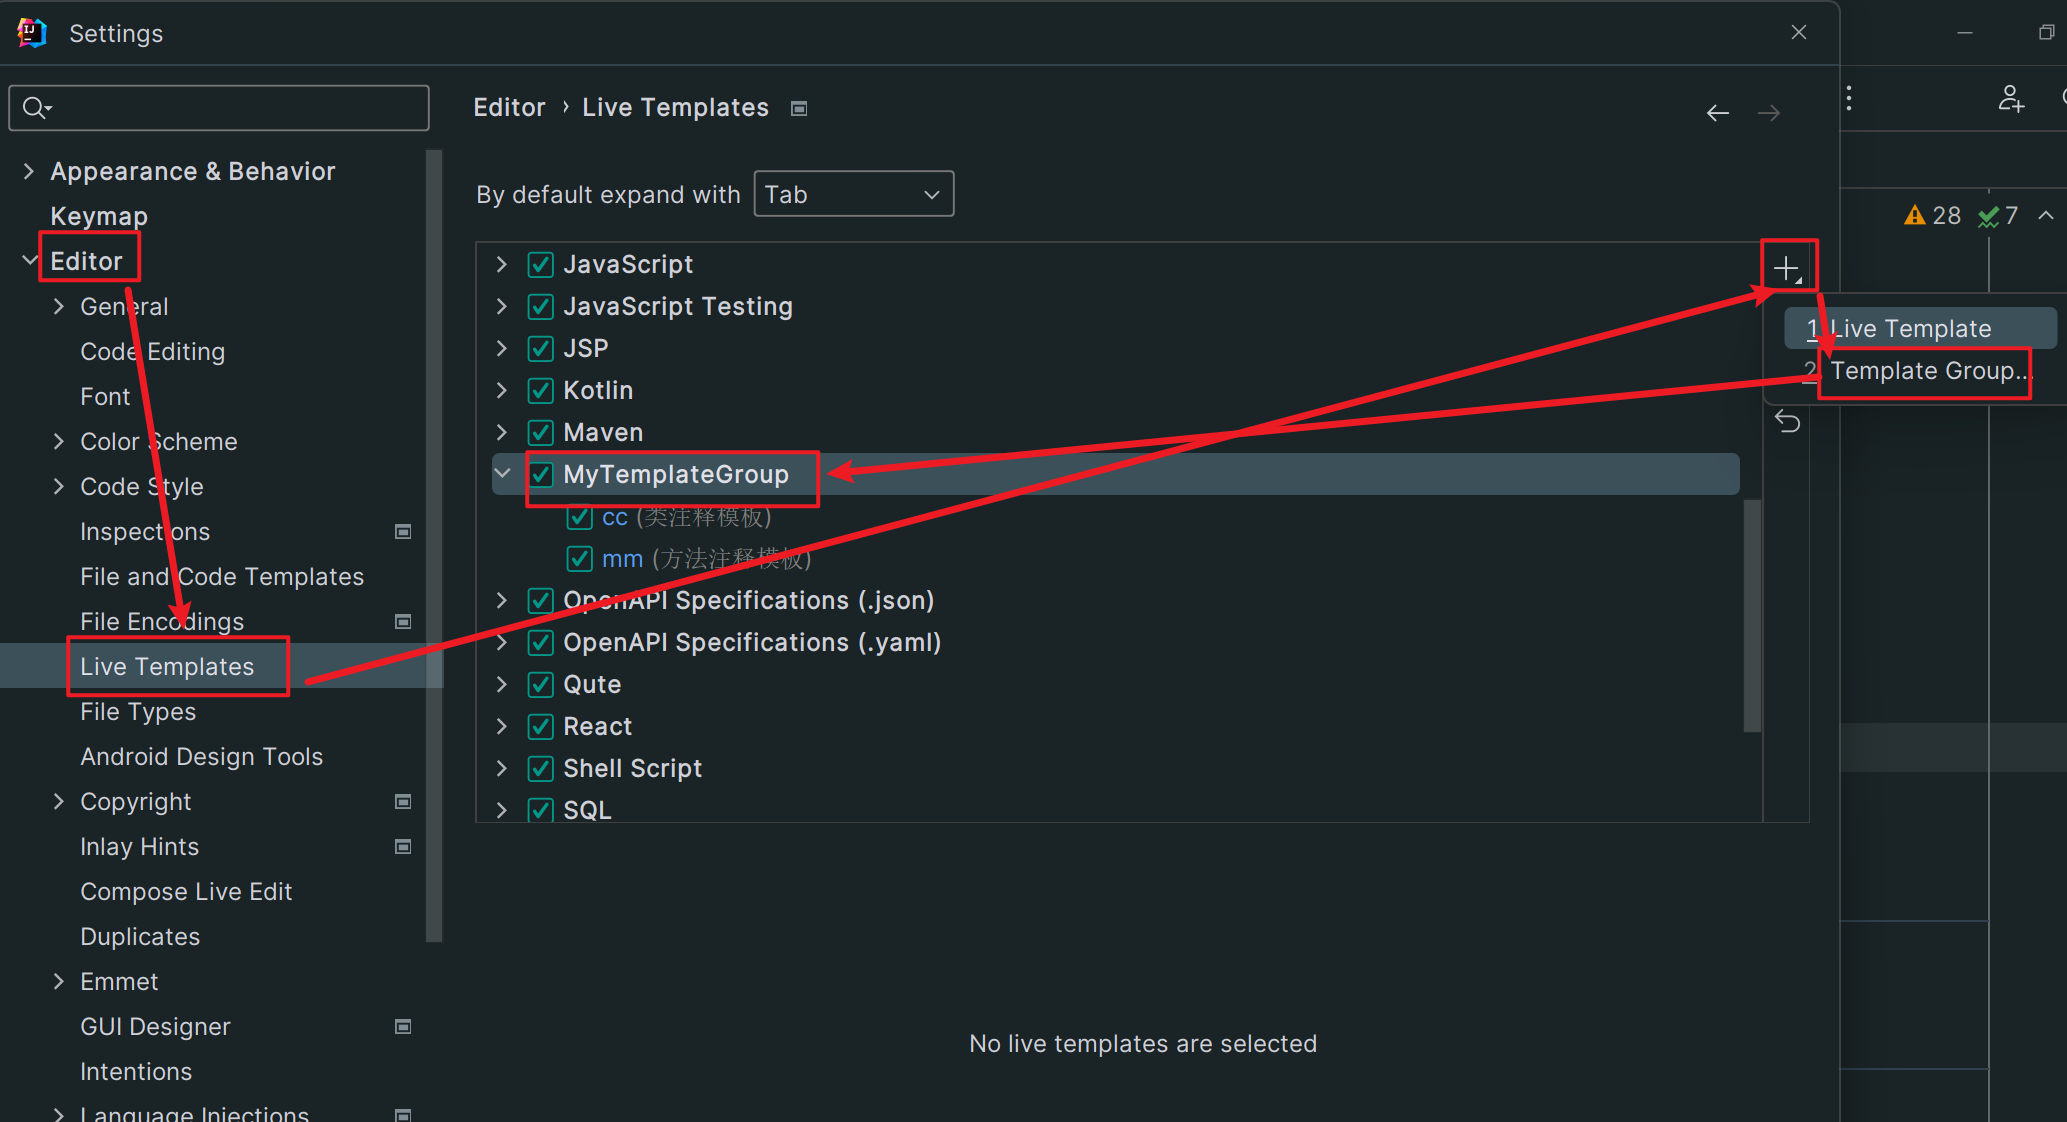 Settings
Appearance & Behavior
Keymap
Editor
General
Code Editing
Font
Color Scheme
Code Style
Inspections
File and Code Templates
File Encodings
Live Templates
File Types
Android Design Tools
Copyright
Inlay Hints
Compose Live Edit
Duplicates
Emmet
GUI Designer
Intentions
Language Injections
Editor › Live Templates
By default expand with Tab
JavaScript
JavaScript Testing
JSP
Kotlin
Maven
MyTemplateGroup
cc (类注释模板)
mm (方法注释模板)
OpenAPI Specifications (.json)
OpenAPI Specifications (.yaml)
Qute
React
Shell Script
SQL
No live templates are selected
1 Live Template
2 Template Group...
28 7